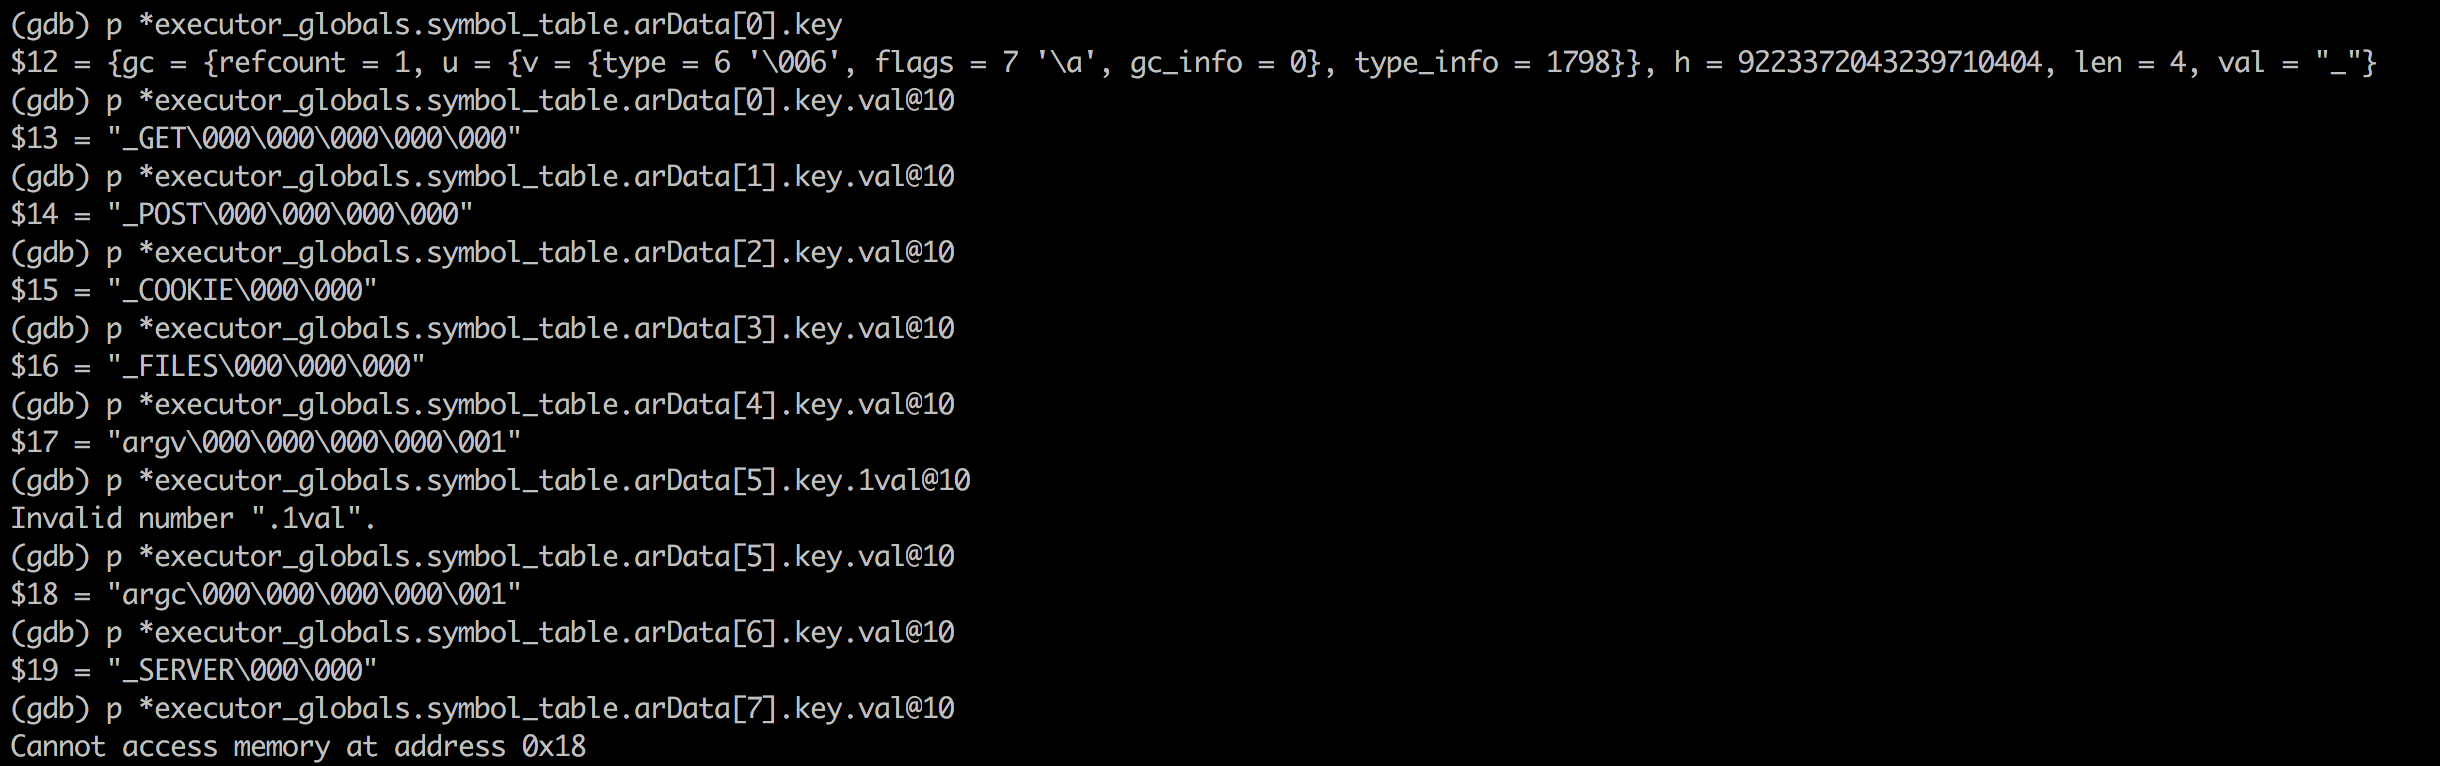 (gdb) p *executor_globals.symbol_table.arData[0].key
$12 = {gc = {refcount = 1, u = {v = {type = 6 '\006', flags = 7 '\a', gc_info = 0}, type_info = 1798}}, h = 9223372043239710404, len = 4, val = "_"}
(gdb) p *executor_globals.symbol_table.arData[0].key.val@10
$13 = "_GET\000\000\000\000\000"
(gdb) p *executor_globals.symbol_table.arData[1].key.val@10
$14 = "_POST\000\000\000\000"
(gdb) p *executor_globals.symbol_table.arData[2].key.val@10
$15 = "_COOKIE\000\000"
(gdb) p *executor_globals.symbol_table.arData[3].key.val@10
$16 = "_FILES\000\000\000"
(gdb) p *executor_globals.symbol_table.arData[4].key.val@10
$17 = "argv\000\000\000\000\001"
(gdb) p *executor_globals.symbol_table.arData[5].key.1val@10
Invalid number ".1val".
(gdb) p *executor_globals.symbol_table.arData[5].key.val@10
$18 = "argc\000\000\000\000\001"
(gdb) p *executor_globals.symbol_table.arData[6].key.val@10
$19 = "_SERVER\000\000"
(gdb) p *executor_globals.symbol_table.arData[7].key.val@10
Cannot access memory at address 0x18